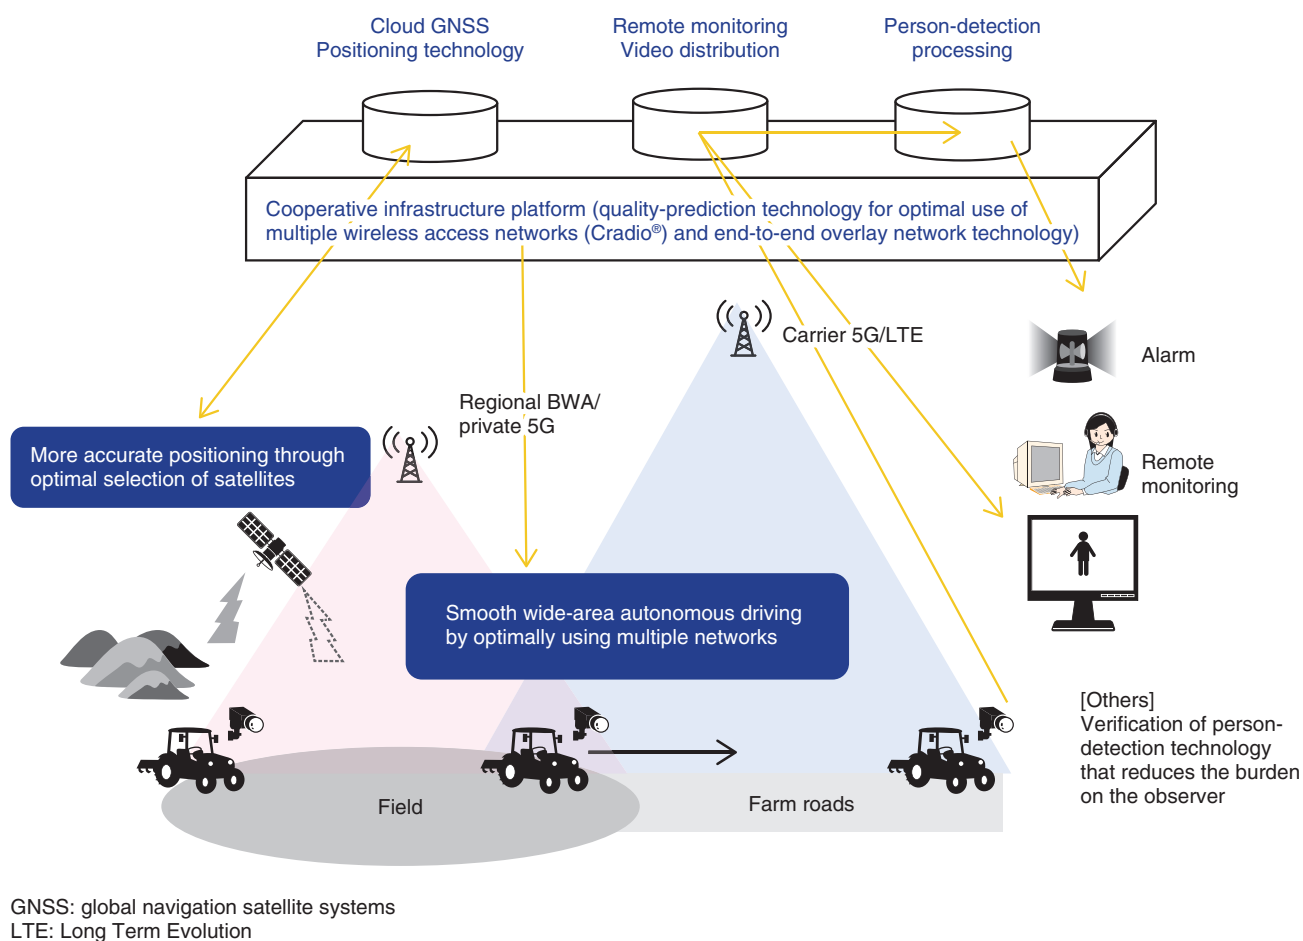 Cloud GNSS
Positioning technology
Remote monitoring
Video distribution
Person-detection
processing
Cooperative infrastructure platform (quality-prediction technology for optimal use of
multiple wireless access networks (Cradio®) and end-to-end overlay network technology)
Carrier 5G/LTE
Alarm
Regional BWA/
private 5G
More accurate positioning through
optimal selection of satellites
Remote
monitoring
Smooth wide-area autonomous driving
by optimally using multiple networks
[Others]
Verification of person-
detection technology
that reduces the burden
on the observer
Field
Farm roads
GNSS: global navigation satellite systems
LTE: Long Term Evolution